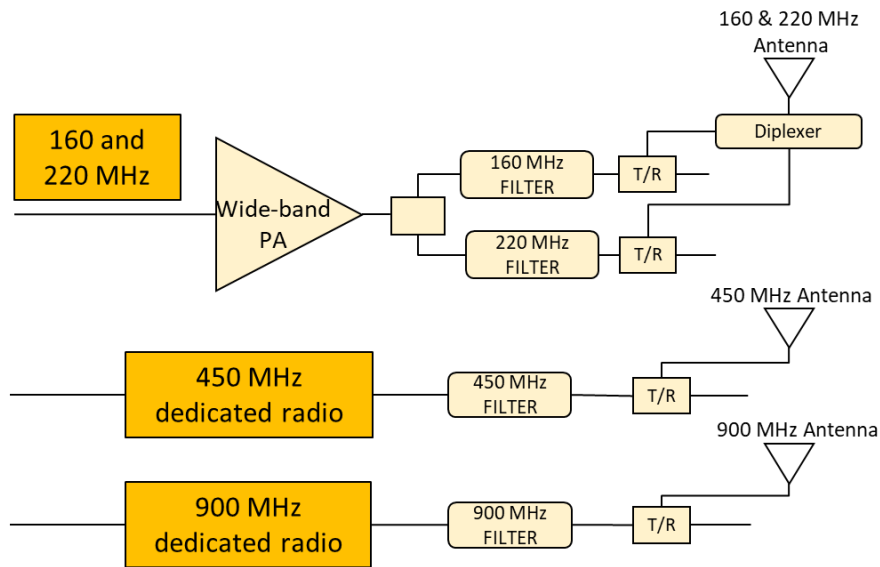 160 & 220 MHz
Antenna
160 and
220 MHz
Diplexer
160 MHz
FILTER
T/R
Wide-band
PA
220 MHz
FILTER
T/R
450 MHz Antenna
450 MHz
dedicated radio
450 MHz
FILTER
T/R
900 MHz Antenna
900 MHz
dedicated radio
900 MHz
FILTER
T/R